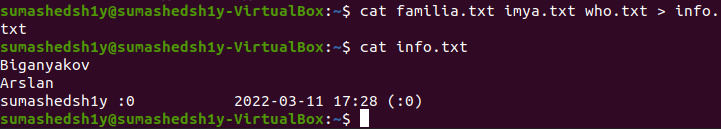 sumashedsh1y@sumashedsh1y-VirtualBox:~$ cat familia.txt imya.txt who.txt > info.
txt
sumashedsh1y@sumashedsh1y-VirtualBox:~$ cat info.txt
Biganyakov
Arslan
sumashedsh1y :0           2022-03-11 17:28 (:0)
sumashedsh1y@sumashedsh1y-VirtualBox:~$